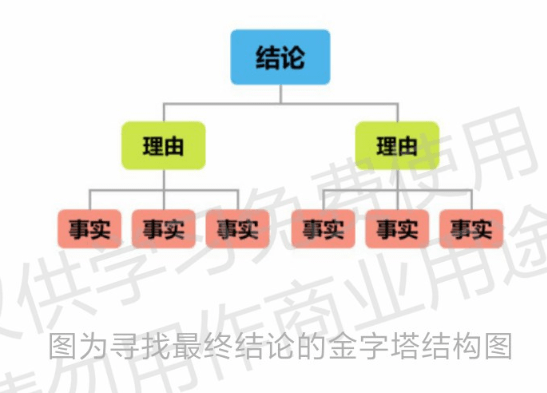 结论
理由 理由
事实 事实 事实 事实 事实 事实
仅供学习免费使用
请勿用作商业用途
图为寻找最终结论的金字塔结构图